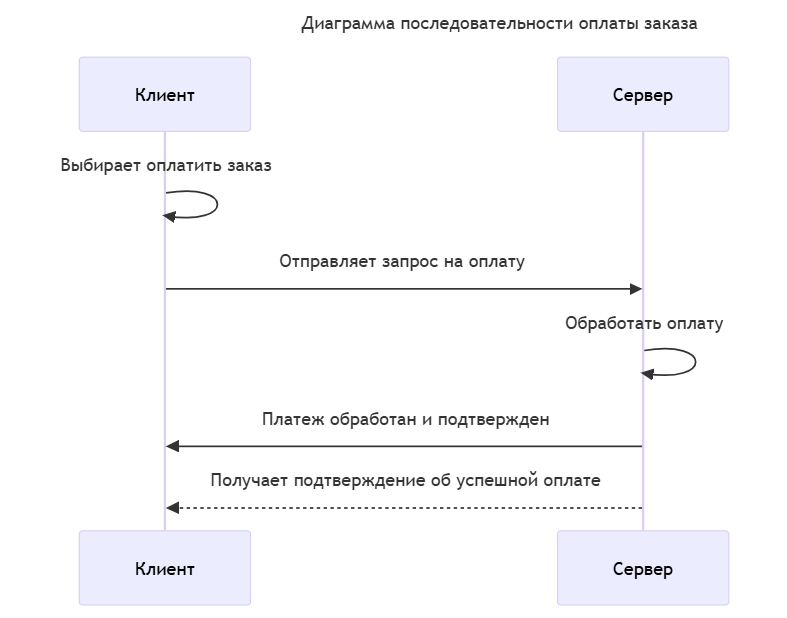 Диаграмма последовательности оплаты заказа
Клиент
Сервер
Выбирает оплатить заказ
Отправляет запрос на оплату
Обработать оплату
Платеж обработан и подтвержден
Получает подтверждение об успешной оплате
Клиент
Сервер